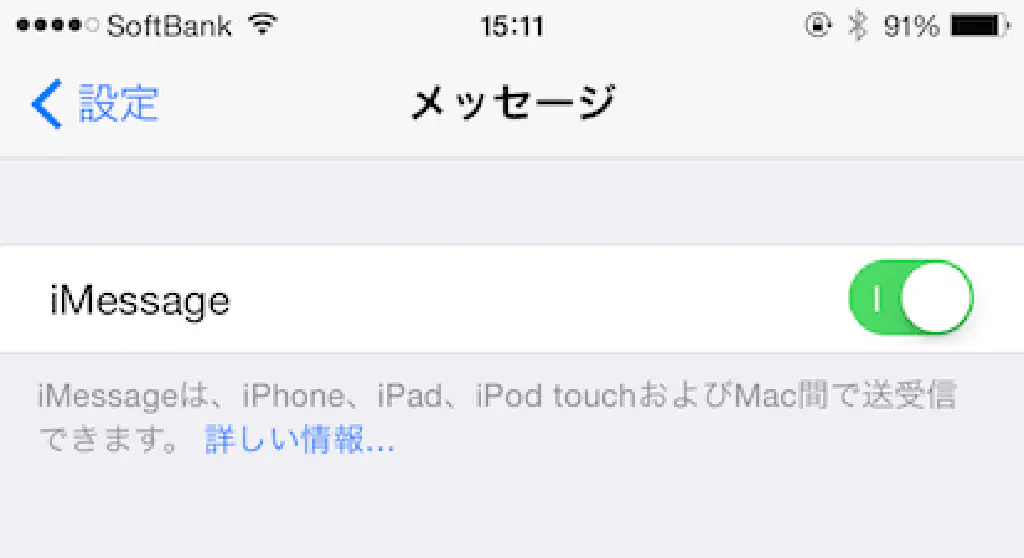 SoftBank 15:11 91%
設定 メッセージ
iMessage
iMessageは、iPhone、iPad、iPod touchおよびMac間で送受信
できます。 詳しい情報...